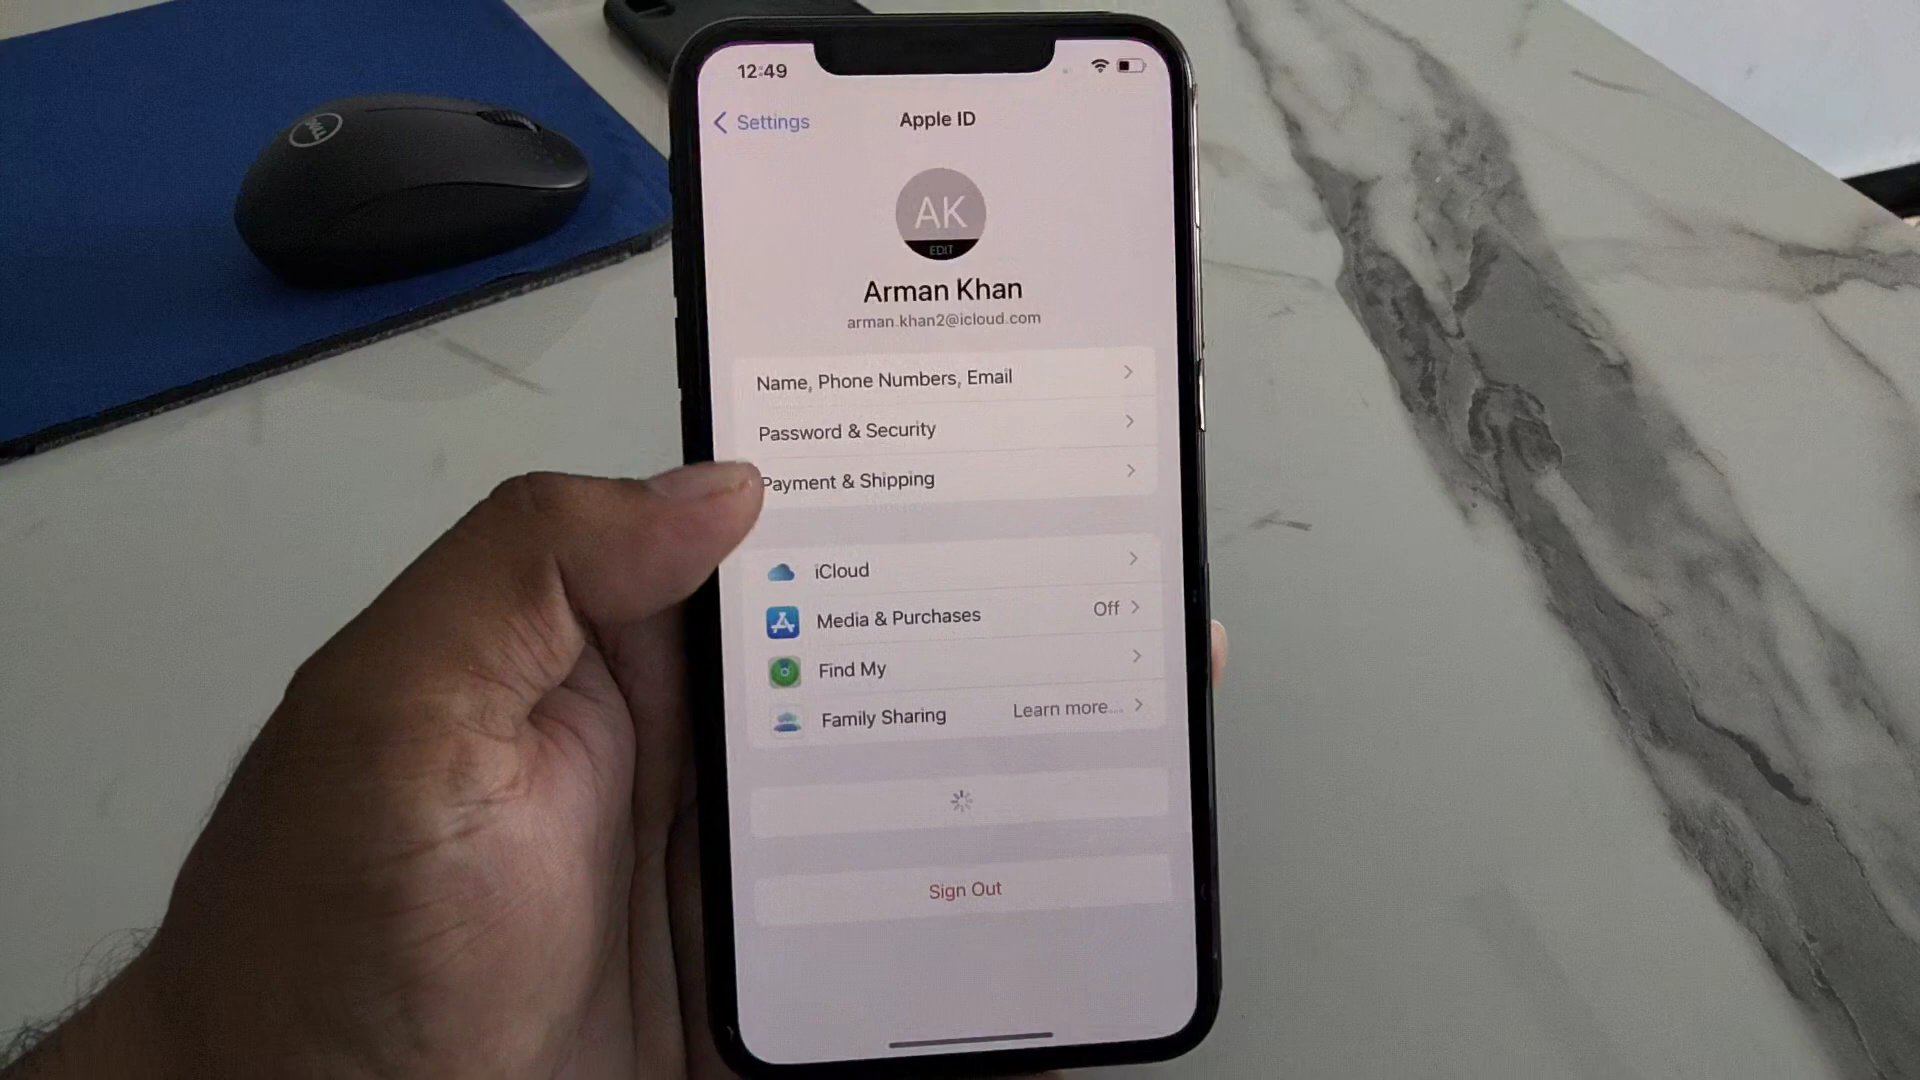 12:49
Settings
Apple ID
AK
EDIT
Arman Khan
arman.khan2@icloud.com
Name, Phone Numbers, Email
Password & Security
Payment & Shipping
iCloud
Media & Purchases Off
Find My
Family Sharing Learn more...
Sign Out
DELL